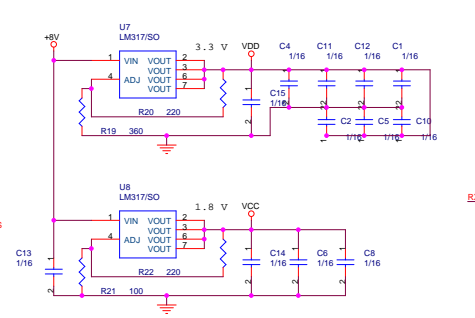 U7
LM317/SO
+8V
3.3 V
VDD
C4
C11
C12
C1
1/16
1/16
1/16
1/16
1
VIN
VOUT
2
VOUT
3
4
ADJ
VOUT
6
VOUT
7
C15
1/16
R20 220
R19 360
C2
C5
C10
1/16
1/16
1/16
U8
LM317/SO
1.8 V
VCC
1
VIN
VOUT
2
VOUT
3
4
ADJ
VOUT
6
VOUT
7
C13
1/16
C14
1/16
C6
1/16
C8
1/16
R22 220
R21 100